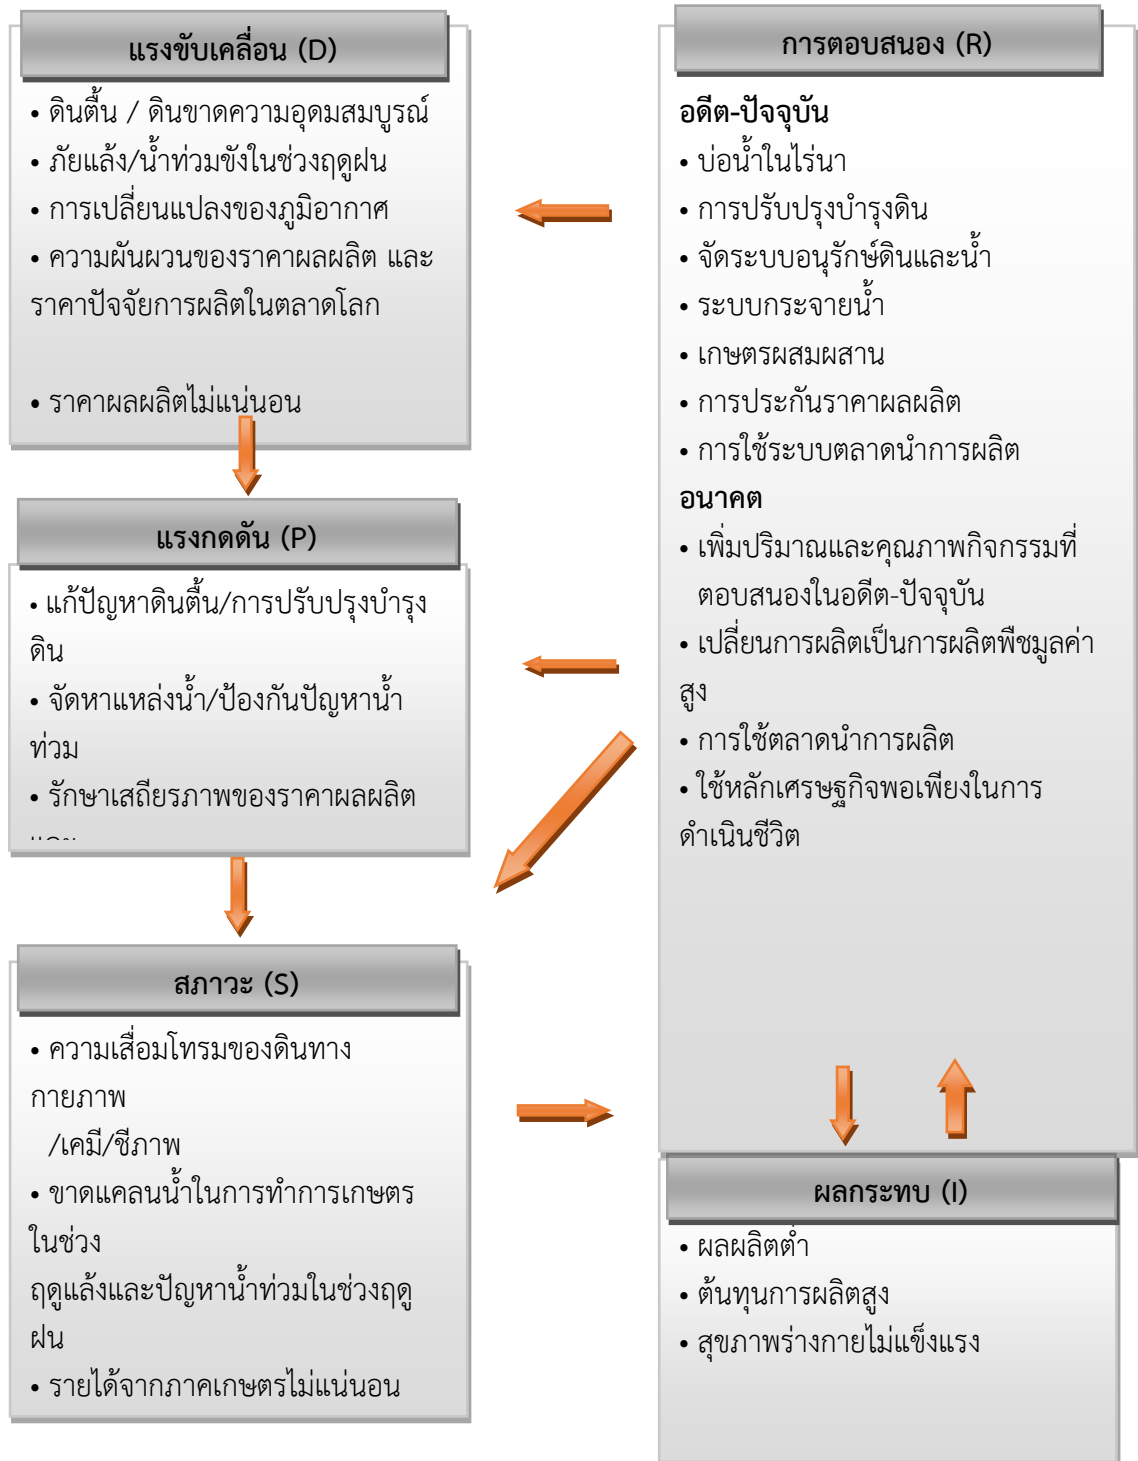 แรงขับเคลื่อน (D)
• ดินตื้น / ดินขาดความอุดมสมบูรณ์
• ภัยแล้ง/น้ำท่วมขังในช่วงฤดูฝน
• การเปลี่ยนแปลงของภูมิอากาศ
• ความผันผวนของราคาผลผลิต และ
ราคาปัจจัยการผลิตในตลาดโลก
• ราคาผลผลิตไม่แน่นอน
แรงกดดัน (P)
• แก้ปัญหาดินตื้น/การปรับปรุงบำรุง
ดิน
• จัดหาแหล่งน้ำ/ป้องกันปัญหาน้ำ
ท่วม
• รักษาเสถียรภาพของราคาผลผลิต
สภาวะ (S)
• ความเสื่อมโทรมของดินทาง
กายภาพ
/เคมี/ชีภาพ
• ขาดแคลนน้ำในการทำการเกษตร
ในช่วง
ฤดูแล้งและปัญหาน้ำท่วมในช่วงฤดู
ฝน
• รายได้จากภาคเกษตรไม่แน่นอน
การตอบสนอง (R)
อดีต-ปัจจุบัน
• บ่อน้ำในไร่นา
• การปรับปรุงบำรุงดิน
• จัดระบบอนุรักษ์ดินและน้ำ
• ระบบกระจายน้ำ
• เกษตรผสมผสาน
• การประกันราคาผลผลิต
• การใช้ระบบตลาดนำการผลิต
อนาคต
• เพิ่มปริมาณและคุณภาพกิจกรรมที่
ตอบสนองในอดีต-ปัจจุบัน
• เปลี่ยนการผลิตเป็นการผลิตพืชมูลค่า
สูง
• การใช้ตลาดนำการผลิต
• ใช้หลักเศรษฐกิจพอเพียงในการ
ดำเนินชีวิต
ผลกระทบ (I)
• ผลผลิตต่ำ
• ต้นทุนการผลิตสูง
• สุขภาพร่างกายไม่แข็งแรง